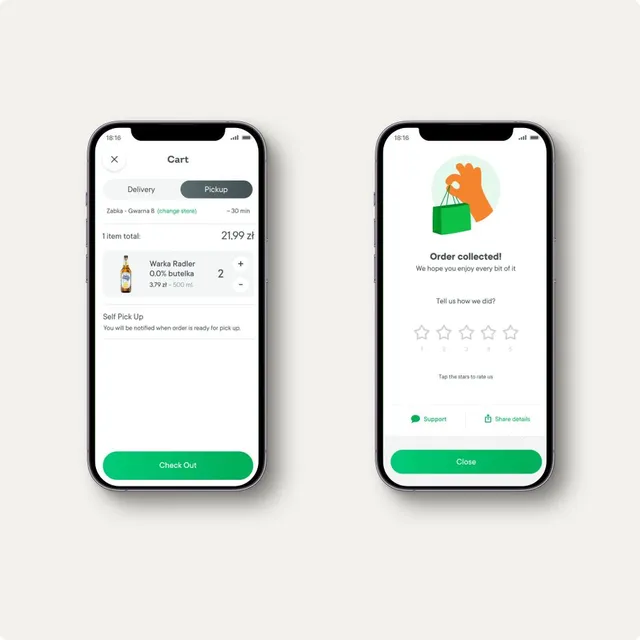 18:16
Cart
Delivery
Pickup
Zabka - Gwarna 8 (change store)
~ 30 min
1 item total:
21,99 zł
Warka Radler
0.0% butelka
3,79 zł - 500 ml
2
+
-
Self Pick Up
You will be notified when order is ready for pick up.
Check Out
18:16
Order collected!
We hope you enjoy every bit of it
Tell us how we did?
1 2 3 4 5
Tap the stars to rate us
Support
Share details
Close